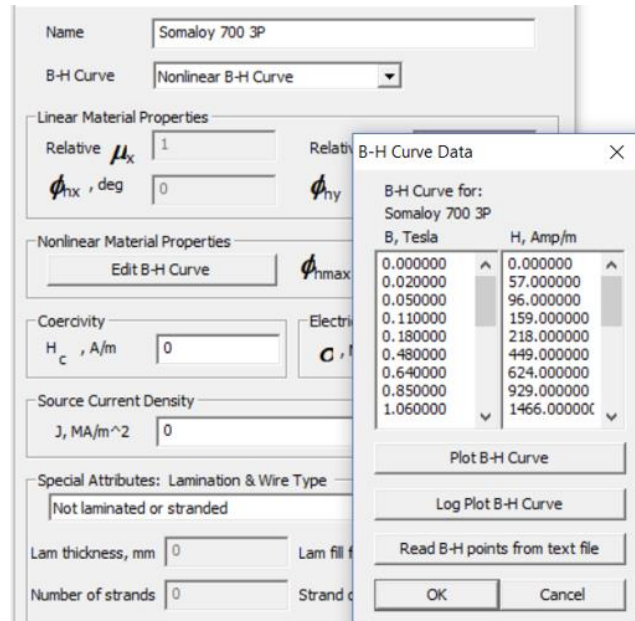 Name Somaloy 700 3P
B-H Curve Nonlinear B-H Curve
Linear Material Properties
Relative μx 1 Relativ
ϕhx , deg 0 ϕhy
Nonlinear Material Properties
Edit B-H Curve ϕhmax
Coercivity Electri
Hc , A/m 0 σ ,
Source Current Density
J, MA/m^2 0
Special Attributes: Lamination & Wire Type
Not laminated or stranded
Lam thickness, mm 0 Lam fill f
Number of strands 0 Strand
B-H Curve Data
B-H Curve for:
Somaloy 700 3P
B, Tesla H, Amp/m
0.000000 0.000000
0.020000 57.000000
0.050000 96.000000
0.110000 159.000000
0.180000 218.000000
0.480000 449.000000
0.640000 624.000000
0.850000 929.000000
1.060000 1466.000000
Plot B-H Curve
Log Plot B-H Curve
Read B-H points from text file
OK Cancel